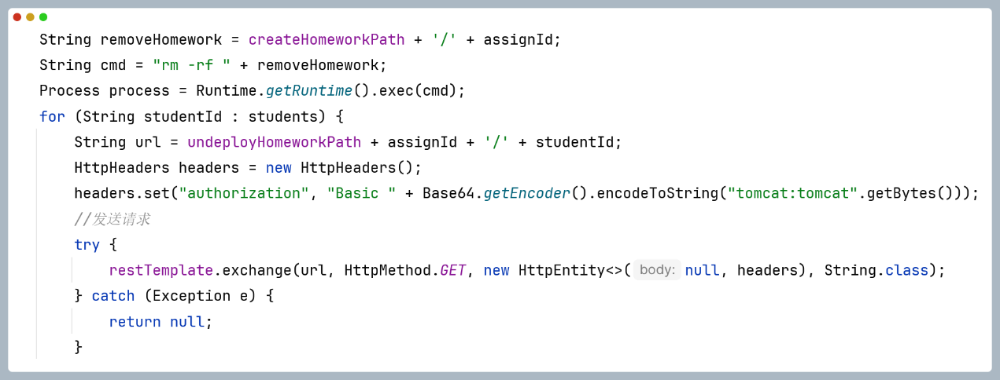 String removeHomework = createHomeworkPath + '/' + assignId;
String cmd = "rm -rf " + removeHomework;
Process process = Runtime.getRuntime().exec(cmd);
for (String studentId : students) {
String url = undeployHomeworkPath + assignId + '/' + studentId;
HttpHeaders headers = new HttpHeaders();
headers.set("authorization", "Basic " + Base64.getEncoder().encodeToString("tomcat:tomcat".getBytes()));
//发送请求
try {
restTemplate.exchange(url, HttpMethod.GET, new HttpEntity<>( body: null, headers), String.class);
} catch (Exception e) {
return null;
}